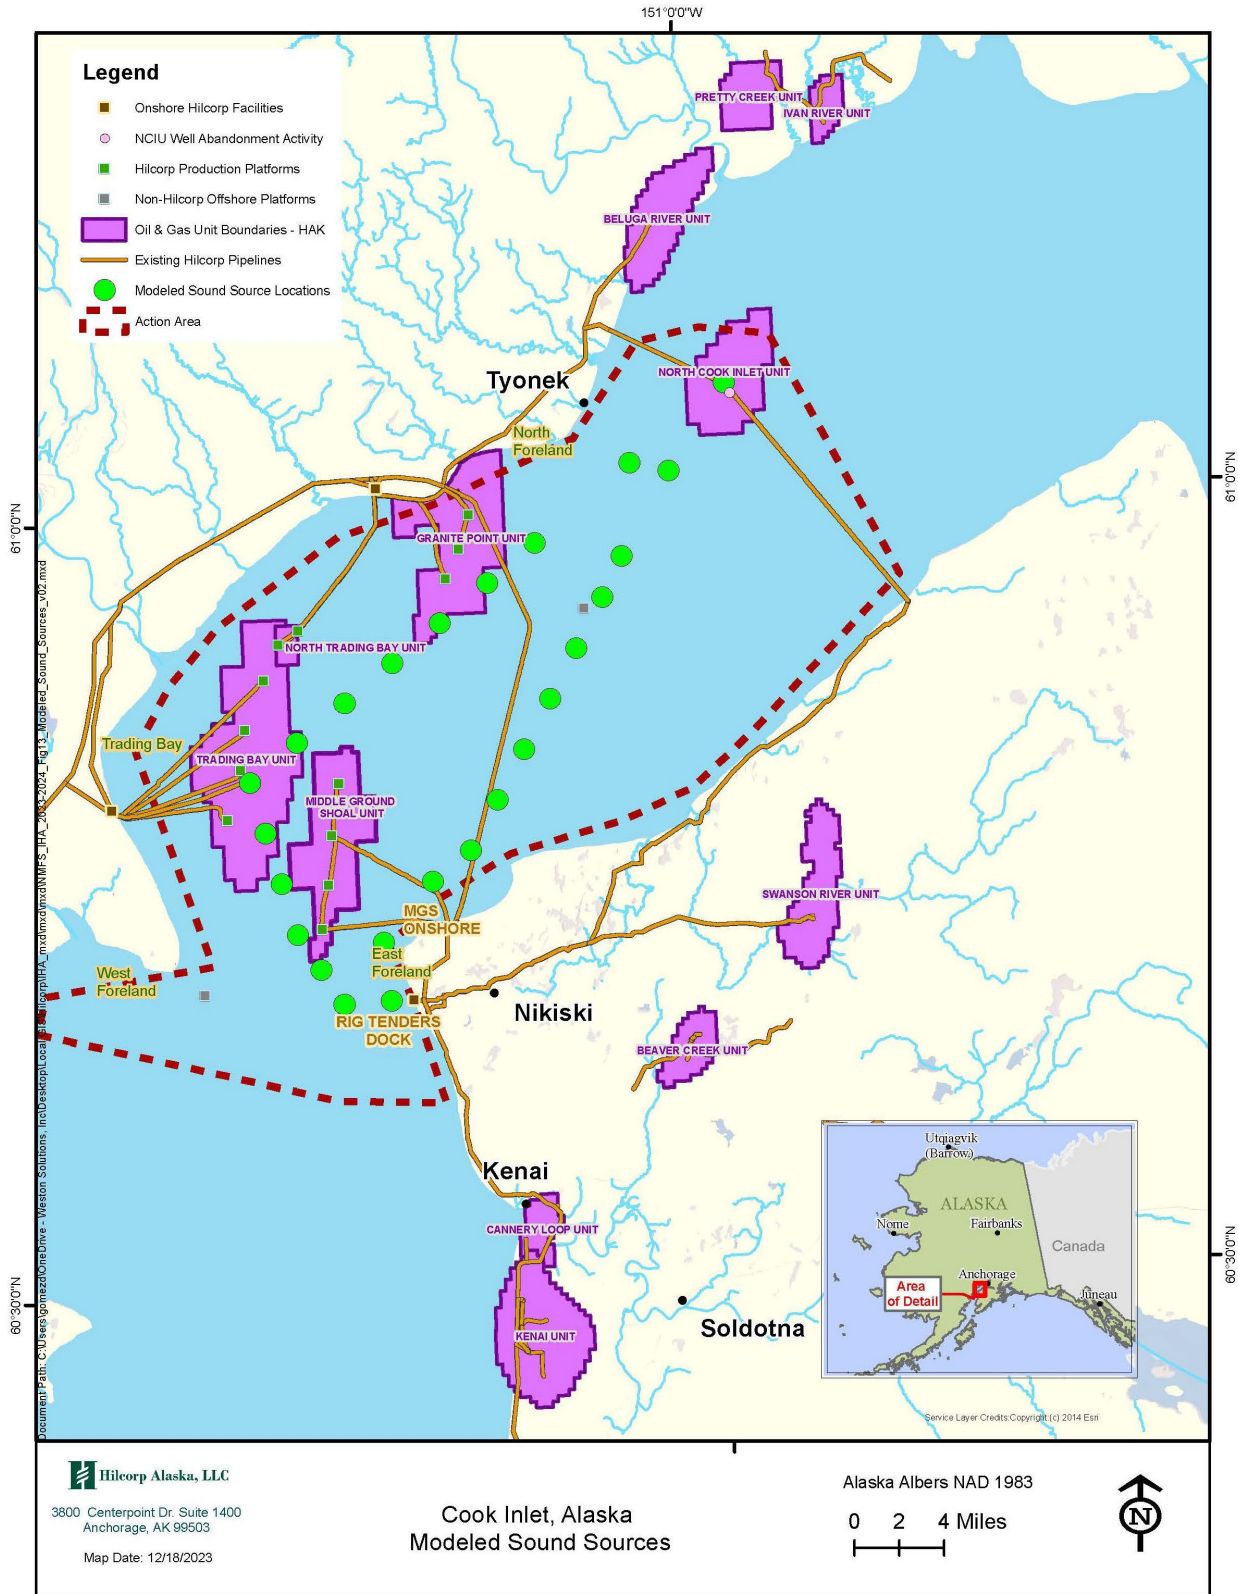 151°0'0"W
Legend
Onshore Hilcorp Facilities
NCIU Well Abandonment Activity
Hilcorp Production Platforms
Non-Hilcorp Offshore Platforms
Oil & Gas Unit Boundaries - HAK
Existing Hilcorp Pipelines
Modeled Sound Source Locations
Action Area
PRETTY CREEK UNIT
IVAN RIVER UNIT
BELUGA RIVER UNIT
NORTH COOK INLET UNIT
Tyonek
North
Foreland
61°0'0"N
61°0'0"N
GRANITE POINT UNIT
NORTH TRADING BAY UNIT
Trading Bay
TRADING BAY UNIT
MIDDLE GROUND
SHOAL UNIT
SWANSON RIVER UNIT
MGS
ONSHORE
East
Foreland
West
Foreland
Nikiski
RIG TENDERS
DOCK
BEAVER CREEK UNIT
Kenai
CANNERY LOOP UNIT
KENAI UNIT
Soldotna
60°30'0"N
60°30'0"N
Utqiagvik
(Barrow)
ALASKA
Nome
Fairbanks
Canada
Anchorage
Area
of Detail
Juneau
Service Layer Credits:Copyright:(c) 2014 Esri
Hilcorp Alaska, LLC
3800 Centerpoint Dr. Suite 1400
Anchorage, AK 99503
Map Date: 12/18/2023
Cook Inlet, Alaska
Modeled Sound Sources
Alaska Albers NAD 1983
0 2 4 Miles
N